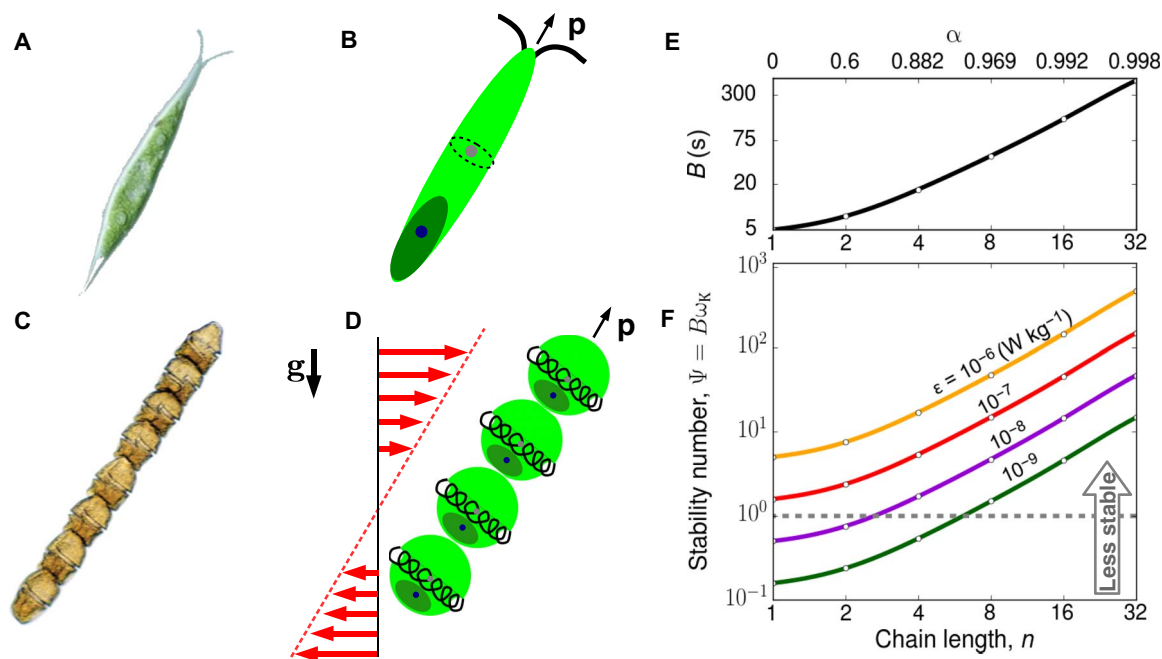 A
B
p
C
D
g
p
E
α
0 0.6 0.882 0.969 0.992 0.998
B (s)
300
75
20
5
1 2 4 8 16 32
F
Stability number, Ψ = Bω_K
10³
10²
10¹
10⁰
10⁻¹
ε = 10⁻⁶ (W kg⁻¹)
10⁻⁷
10⁻⁸
10⁻⁹
Less stable
1 2 4 8 16 32
Chain length, n